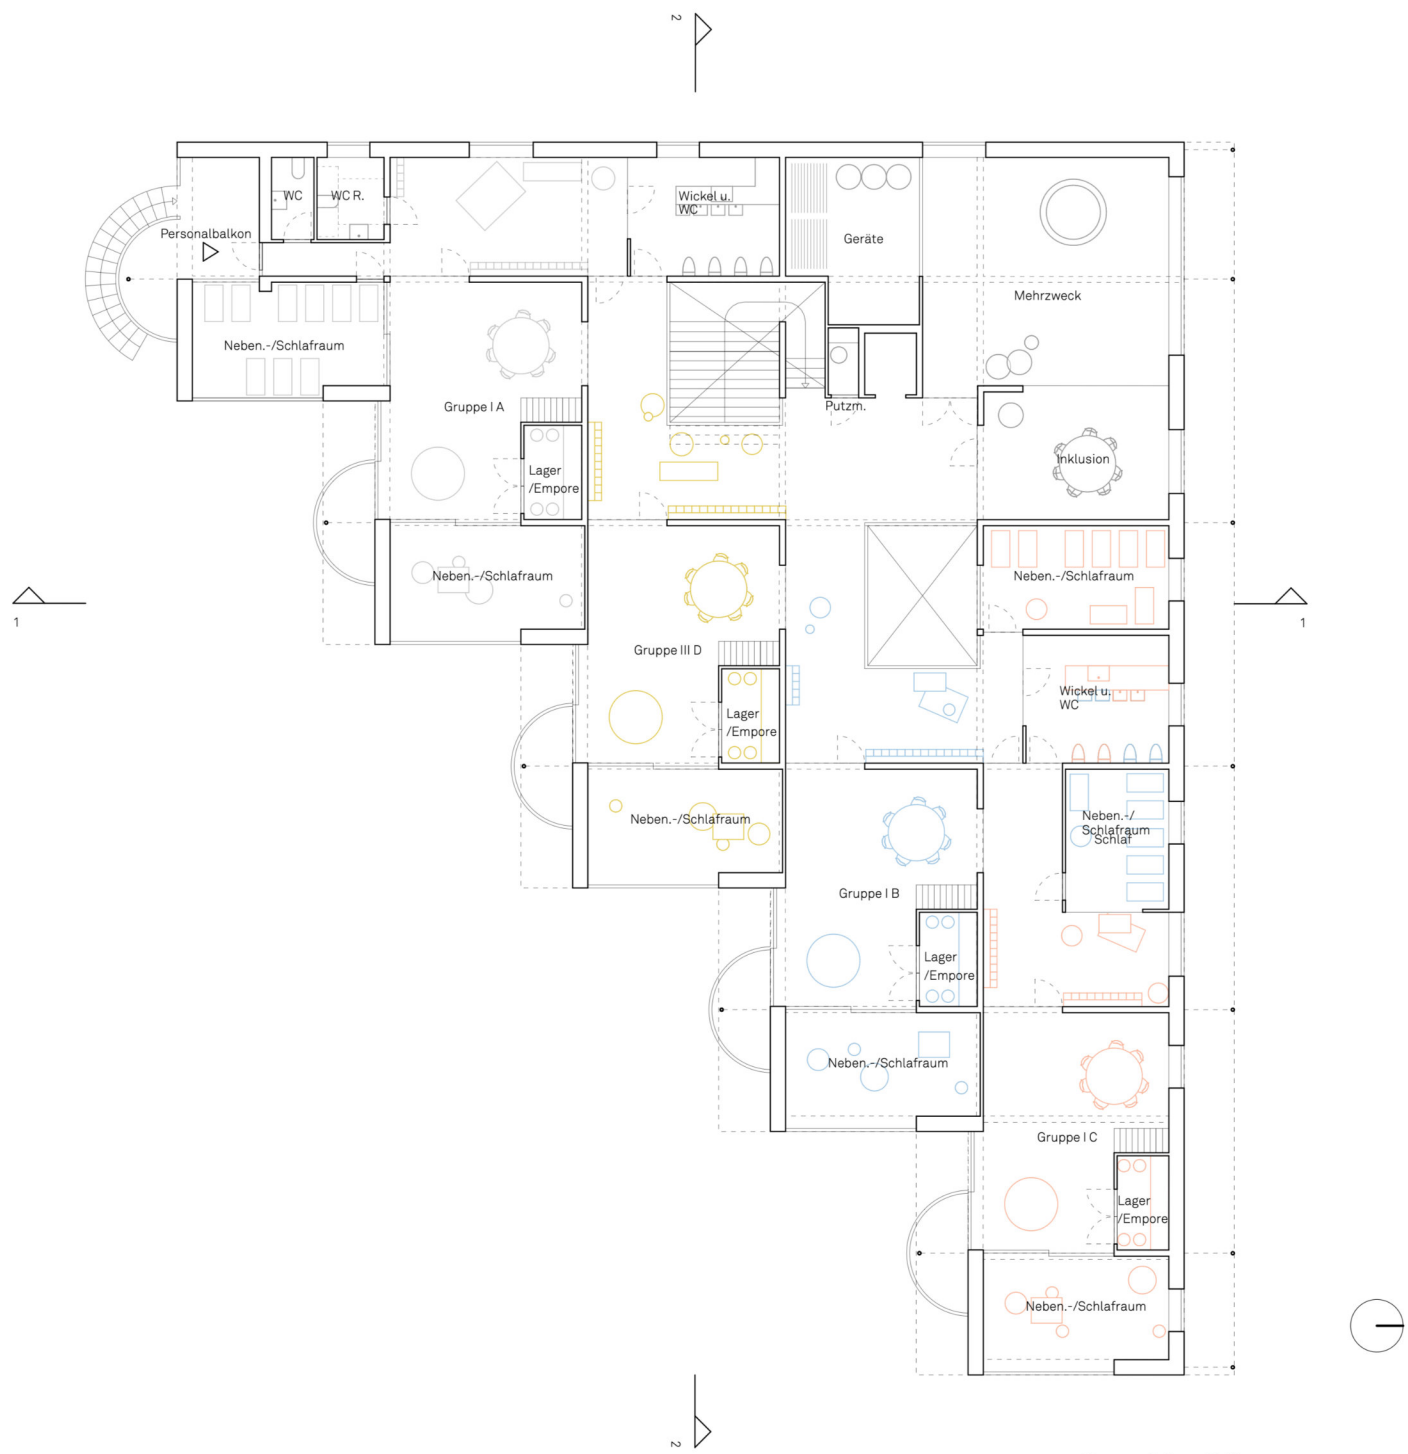 2
WC
WC R.
Wickel u.
WC
Personalbalkon
Geräte
Mehrzweck
Neben.-/Schlafraum
Gruppe I A
Putzm.
Lager
/Empore
Inklusion
Neben.-/Schlafraum
Neben.-/Schlafraum
1
1
Gruppe III D
Wickel u.
WC
Lager
/Empore
Neben.-/Schlafraum
Neben.-/
Schlafraum
Schlaf
Gruppe I B
Lager
/Empore
Neben.-/Schlafraum
Gruppe I C
Lager
/Empore
Neben.-/Schlafraum
2